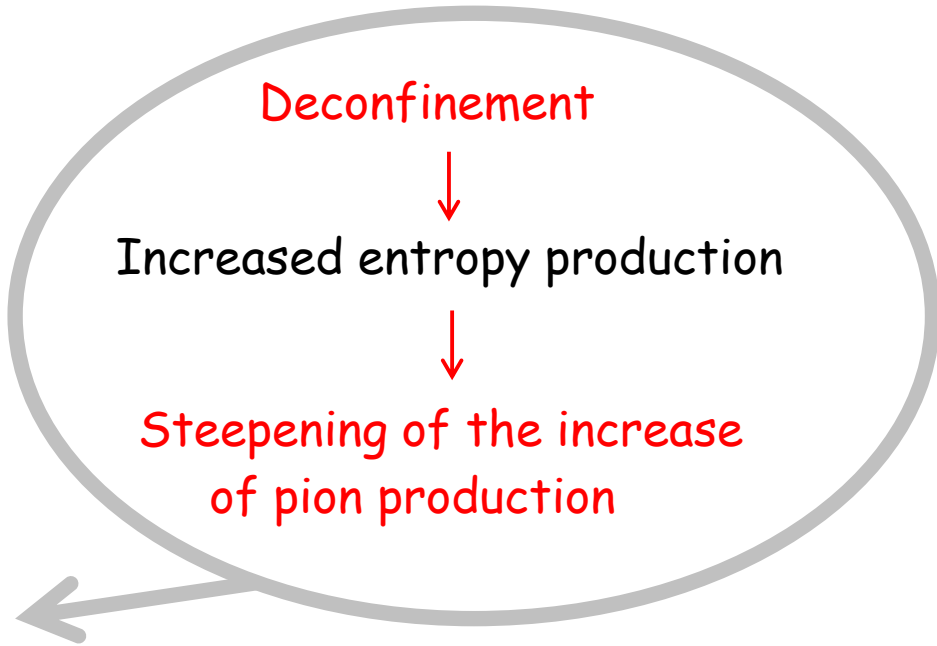 Deconfinement
Increased entropy production
Steepening of the increase
of pion production